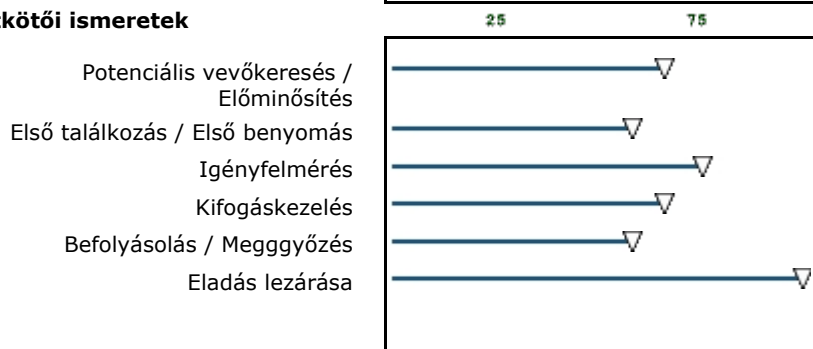 kötői ismeretek
25 75
Potenciális vevőkeresés /
Előminősítés
Első találkozás / Első benyomás
Igényfelmérés
Kifogáskezelés
Befolyásolás / Megggyőzés
Eladás lezárása